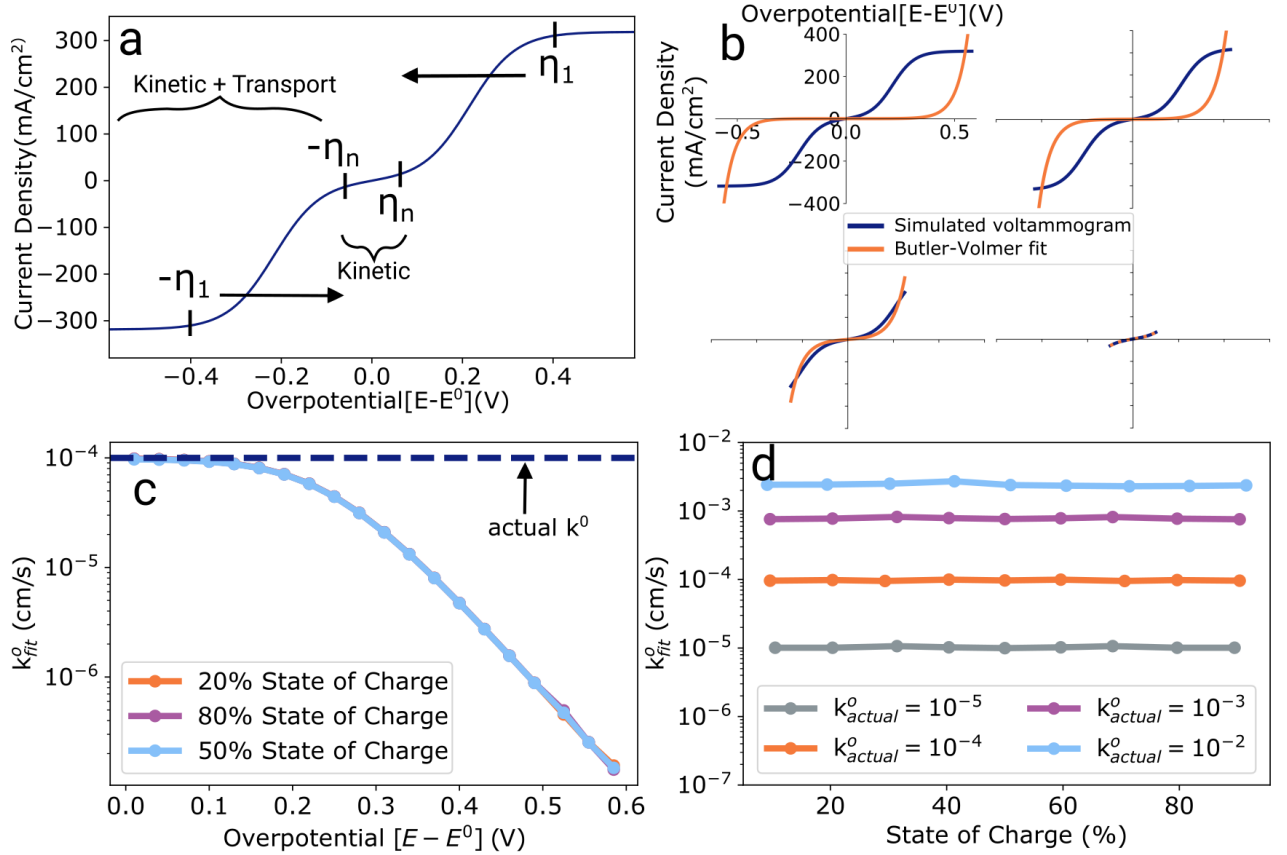 a
Current Density(mA/cm²)
300
200
100
0
−100
−200
−300
Kinetic + Transport
-η₁
-ηₙ
ηₙ
η₁
Kinetic
−0.4
−0.2
0.0
0.2
0.4
Overpotential[E-E⁰](V)
Overpotential[E-E⁰](V)
b
Current Density
(mA/cm²)
400
200
0
−200
−400
−0.5
0.0
0.5
Simulated voltammogram
Butler-Volmer fit
c
k⁰fit (cm/s)
10⁻⁴
10⁻⁵
10⁻⁶
actual k⁰
20% State of Charge
80% State of Charge
50% State of Charge
0.0
0.1
0.2
0.3
0.4
0.5
0.6
Overpotential [E − E⁰] (V)
d
k⁰fit (cm/s)
10⁻²
10⁻³
10⁻⁴
10⁻⁵
10⁻⁶
10⁻⁷
k⁰actual = 10⁻⁵
k⁰actual = 10⁻⁴
k⁰actual = 10⁻³
k⁰actual = 10⁻²
20
40
60
80
State of Charge (%)